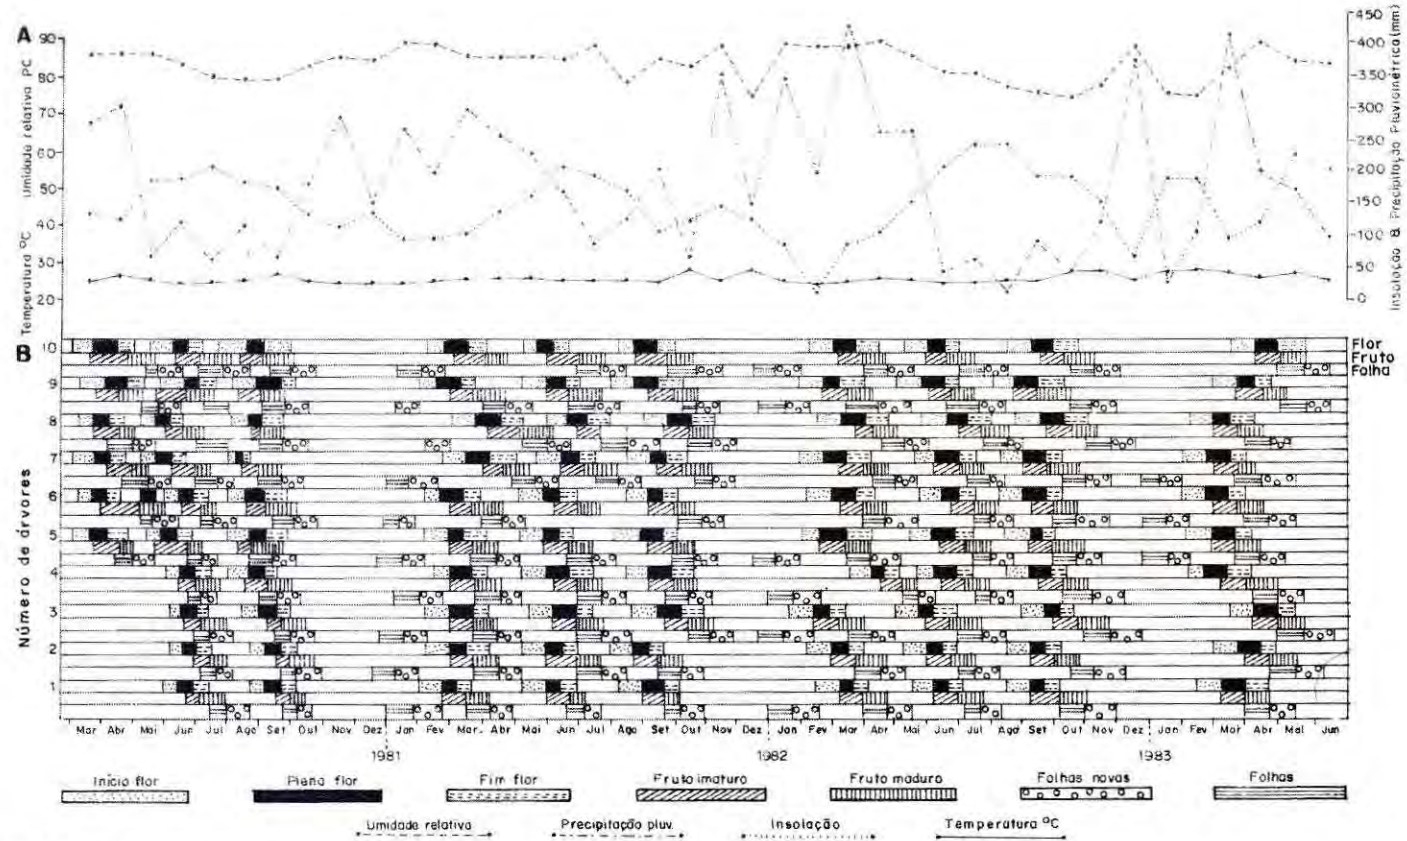 A
90
80
70
60
50
40
30
20
Temperatura °C Umidade relativa PC
450
400
350
300
250
200
150
100
50
0
Insolação & Precipitação Pluviométrica (mm)
B
10
9
8
7
6
5
4
3
2
1
Número de árvores
Flor
Fruto
Folha
Mar Abr Mai Jun Jul Ago Set Out Nov Dez Jan Fev Mar Abr Mai Jun Jul Ago Set Out Nov Dez Jan Fev Mar Abr Mai Jun Jul Ago Set Out Nov Dez Jan Fev Mar Abr Mai Jun
1981 1982 1983
Início flor Plena flor Fim flor Fruto imaturo Fruto maduro Folhas novas Folhas
Umidade relativa Precipitação pluv. Insolação Temperatura °C